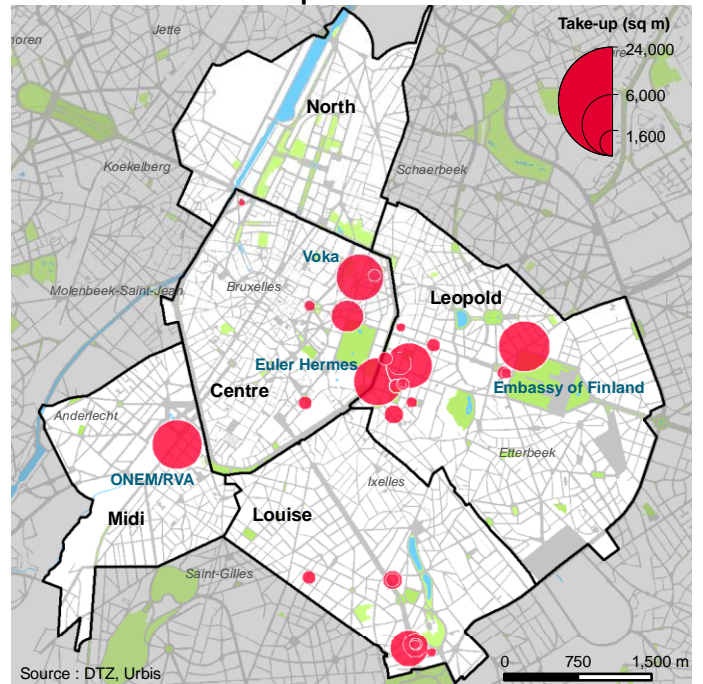 Take-up (sq m)
24,000
6,000
1,600
Jette
North
Koekelberg
Schaerbeek
Voka
Molenbeek-Saint-Jean
Bruxelles
Leopold
Euler Hermes
Centre
Embassy of Finland
Anderlecht
Etterbeek
ONEM/RVA
Ixelles
Midi
Louise
Saint-Gilles
Source : DTZ, Urbis
0 750 1,500 m